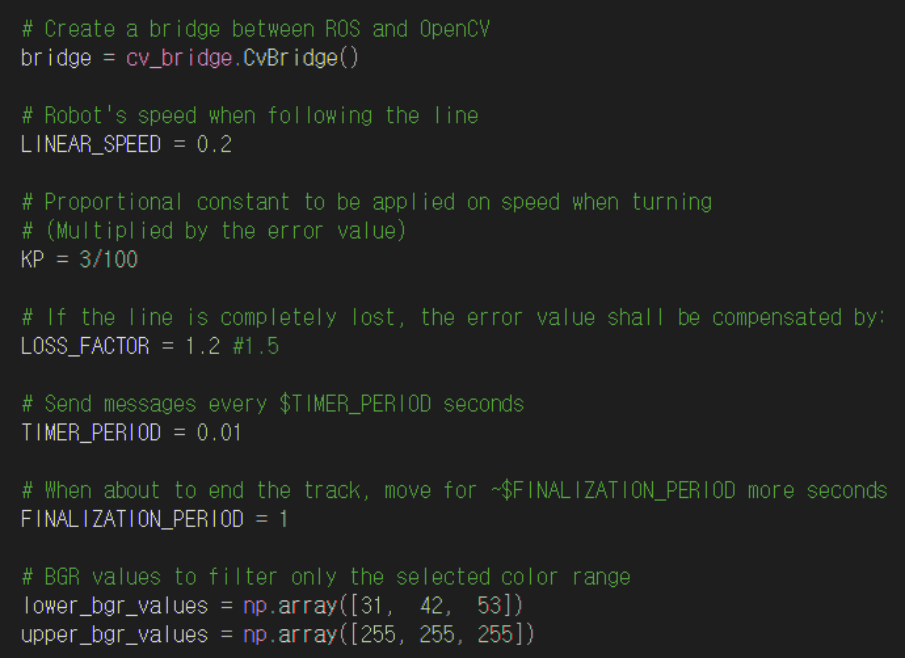 # Create a bridge between ROS and OpenCV
bridge = cv_bridge.CvBridge()
# Robot's speed when following the line
LINEAR_SPEED = 0.2
# Proportional constant to be applied on speed when turning
# (Multiplied by the error value)
KP = 3/100
# If the line is completely lost, the error value shall be compensated by:
LOSS_FACTOR = 1.2 #1.5
# Send messages every $TIMER_PERIOD seconds
TIMER_PERIOD = 0.01
# When about to end the track, move for ~$FINALIZATION_PERIOD more seconds
FINALIZATION_PERIOD = 1
# BGR values to filter only the selected color range
lower_bgr_values = np.array([31,  42,  53])
upper_bgr_values = np.array([255, 255, 255])